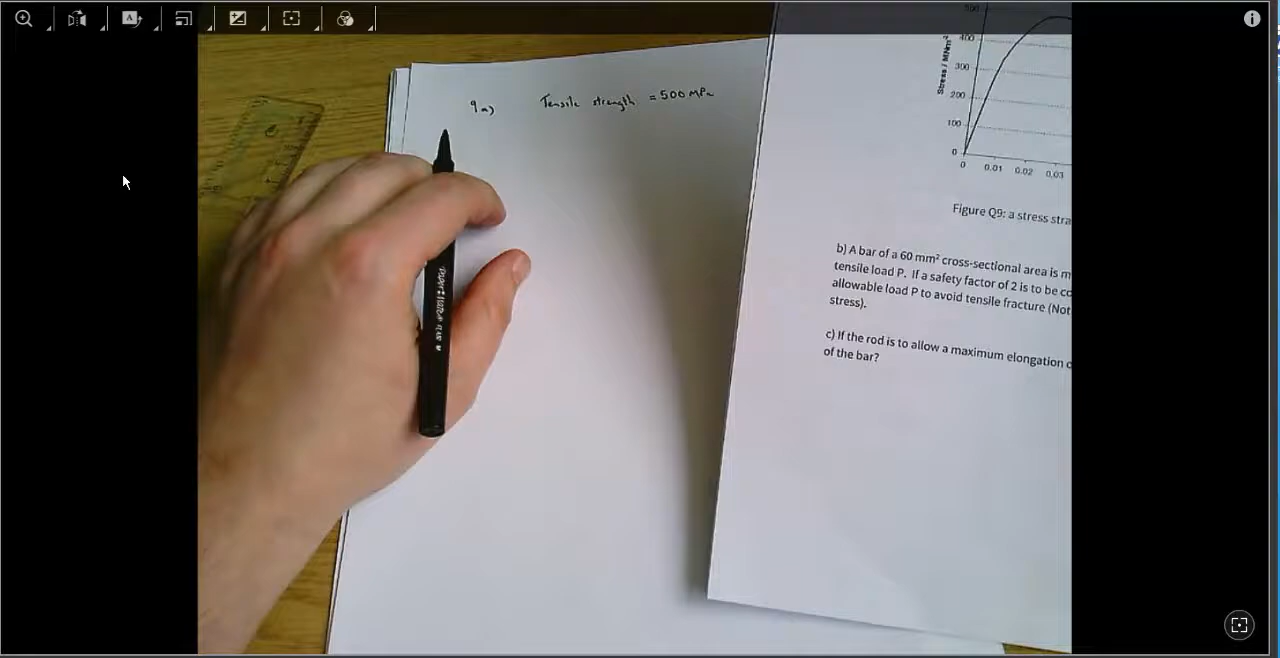 9a) Tensile strength = 500 MPa
500
400
300
200
100
0
Stress / MNm²
0 0.01 0.02 0.03
Figure Q9: a stress stra
b) A bar of a 60 mm² cross-sectional area is m
tensile load P. If a safety factor of 2 is to be co
allowable load P to avoid tensile fracture (Not
stress).
c) If the rod is to allow a maximum elongation o
of the bar?